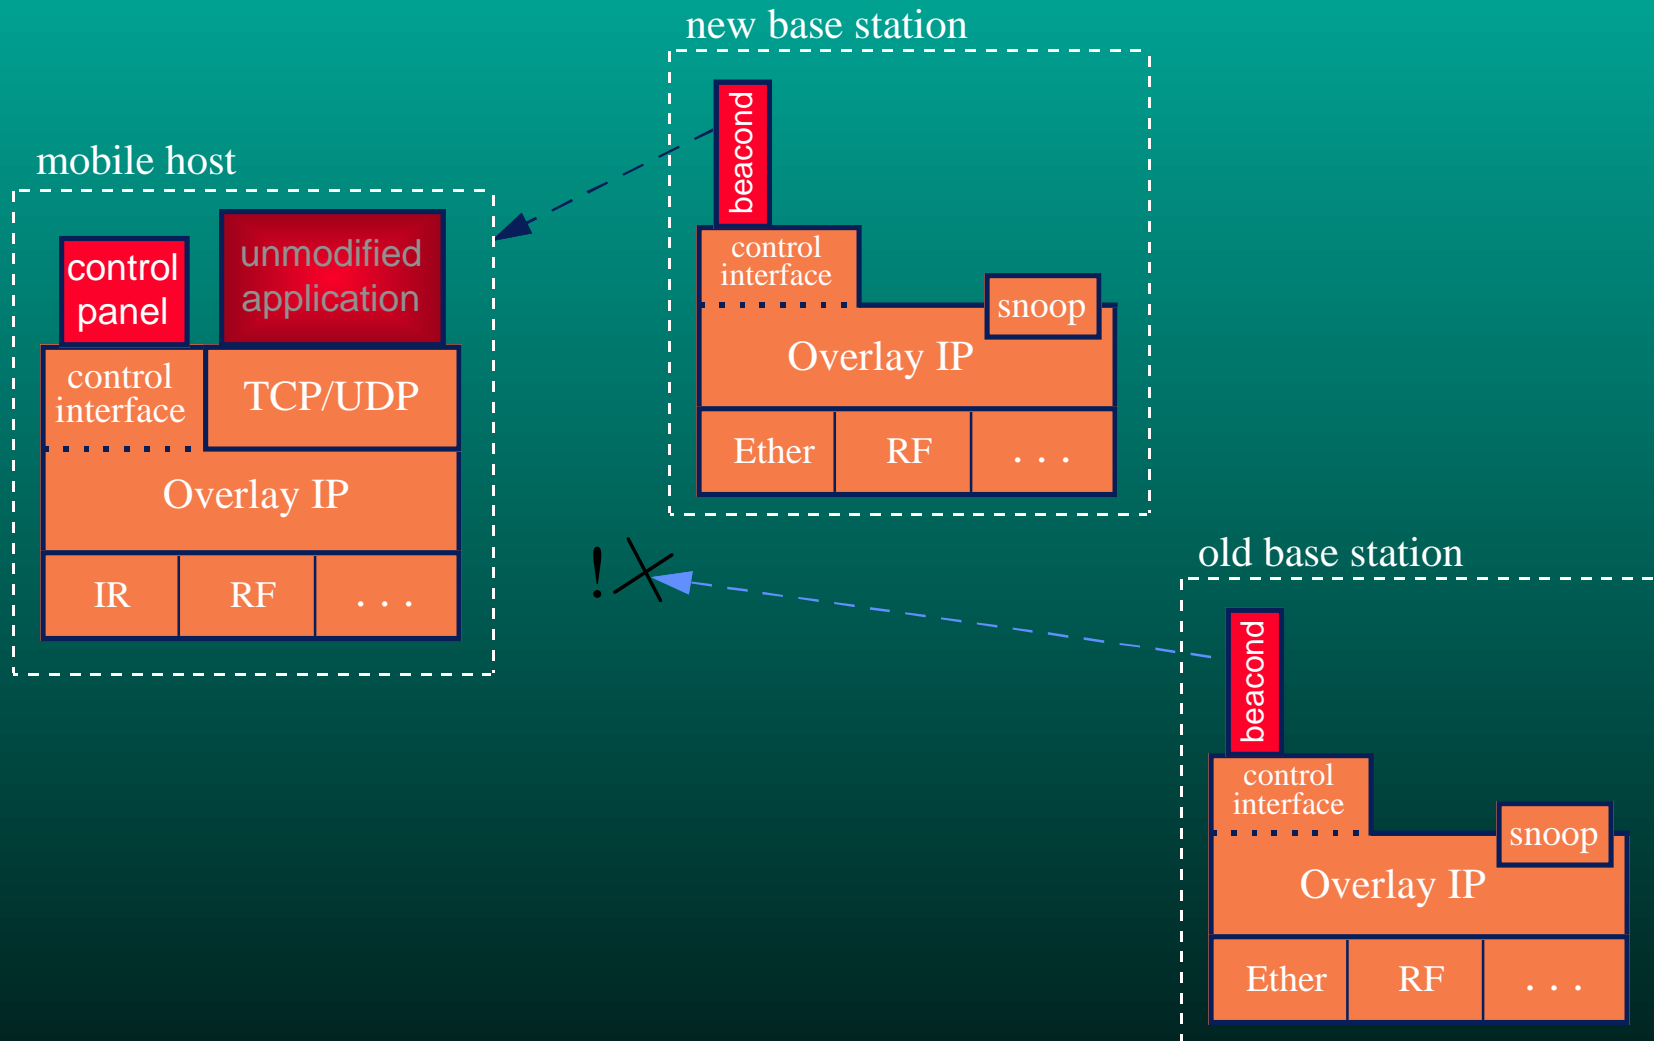 new base station
beacond
control
interface
snoop
Overlay IP
Ether RF . . .
mobile host
control
panel
unmodified
application
control
interface
TCP/UDP
Overlay IP
IR RF . . .
!
old base station
beacond
control
interface
snoop
Overlay IP
Ether RF . . .